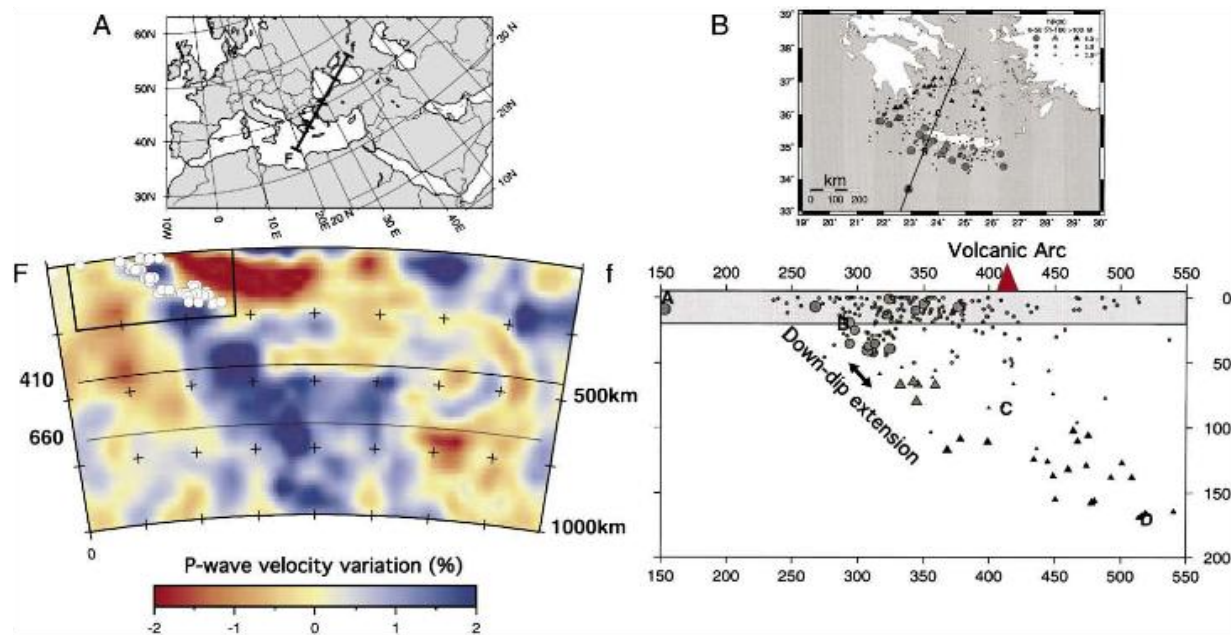 A
60N
50N
40N
30N
10W
0
10 E
20E
20 N
30E
40E
10N
20N
30 N
F
B
39°
38°
37°
36°
35°
34°
33°
km
0 100 200
19° 20° 21° 22° 23° 24° 25° 26° 27° 28° 29° 30°
F
f
410
660
500km
1000km
0
P-wave velocity variation (%)
-2 -1 0 1 2
Volcanic Arc
150 200 250 300 350 400 450 500 550
A
B
C
D
Down-dip extension
0
50
100
150
200
150 200 250 300 350 400 450 500 550